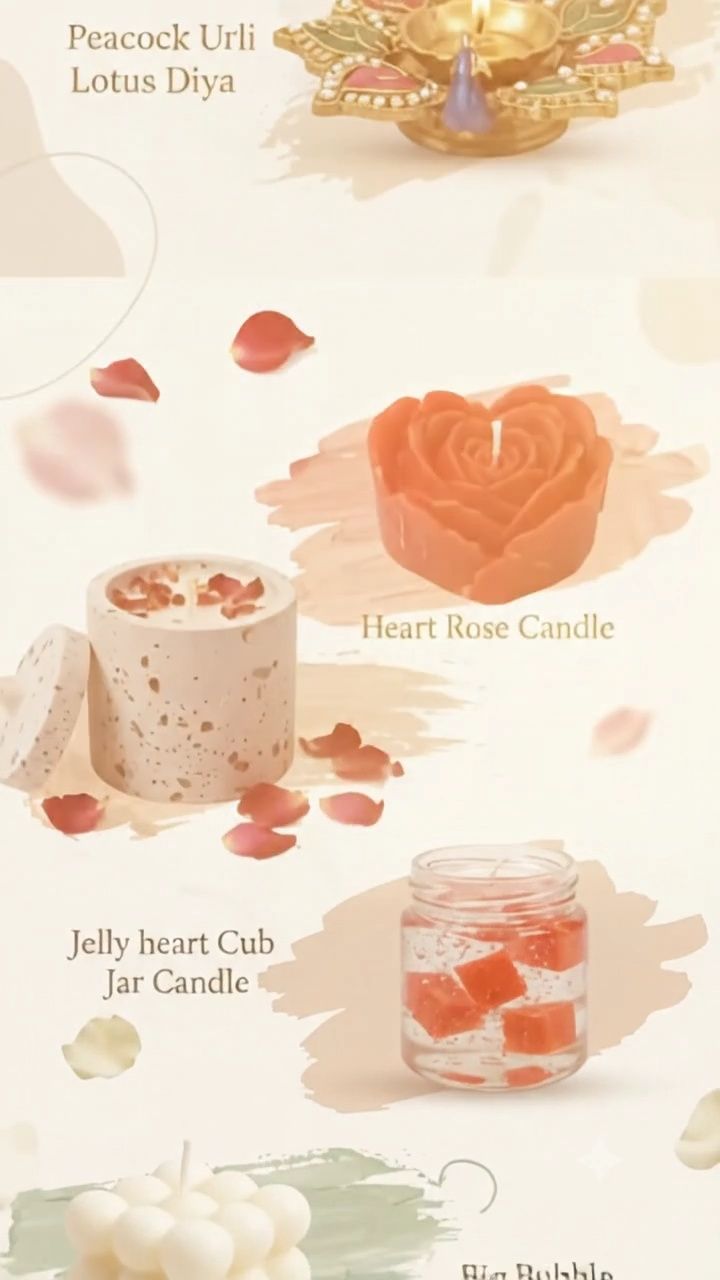 Peacock Urli
Lotus Diya
Heart Rose Candle
Jelly heart Cub
Jar Candle